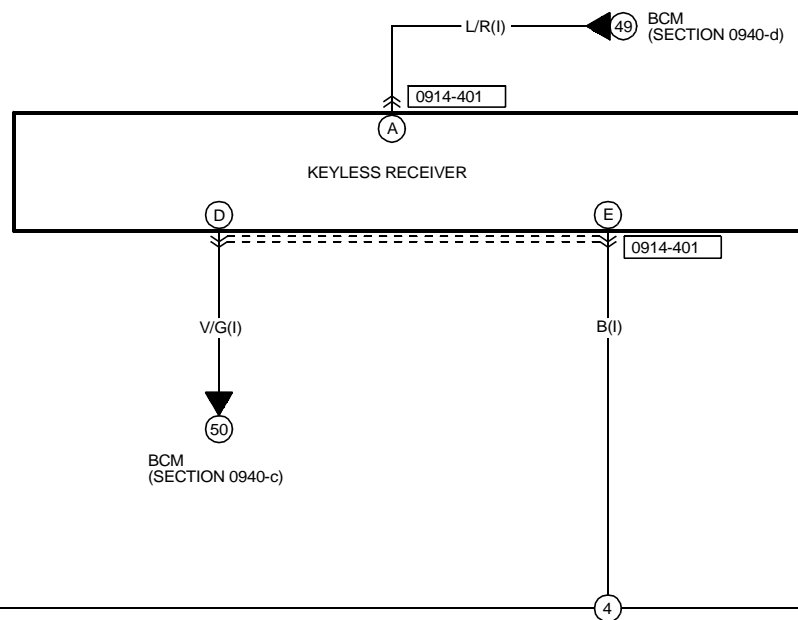 L/R(I)
49
BCM
(SECTION 0940-d)
0914-401
A
KEYLESS RECEIVER
D
E
0914-401
V/G(I)
B(I)
50
BCM
(SECTION 0940-c)
4